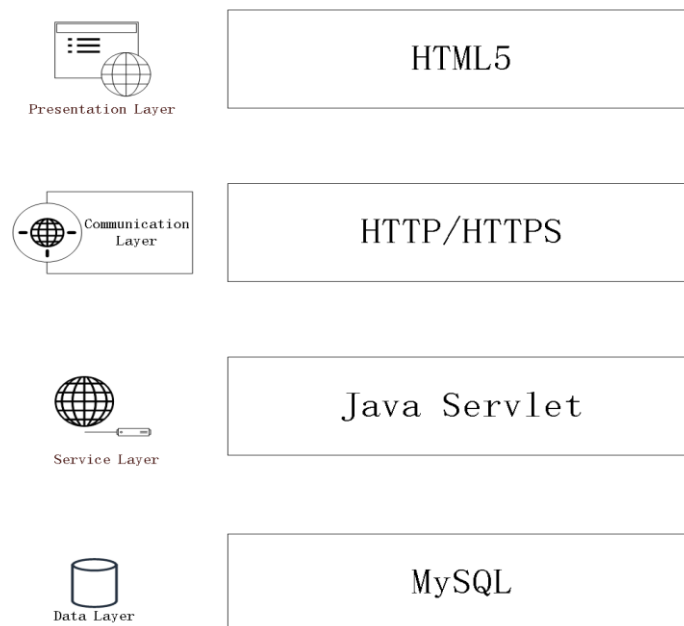 HTML5
Presentation Layer
Communication
Layer
HTTP/HTTPS
Java Servlet
Service Layer
MySQL
Data Layer